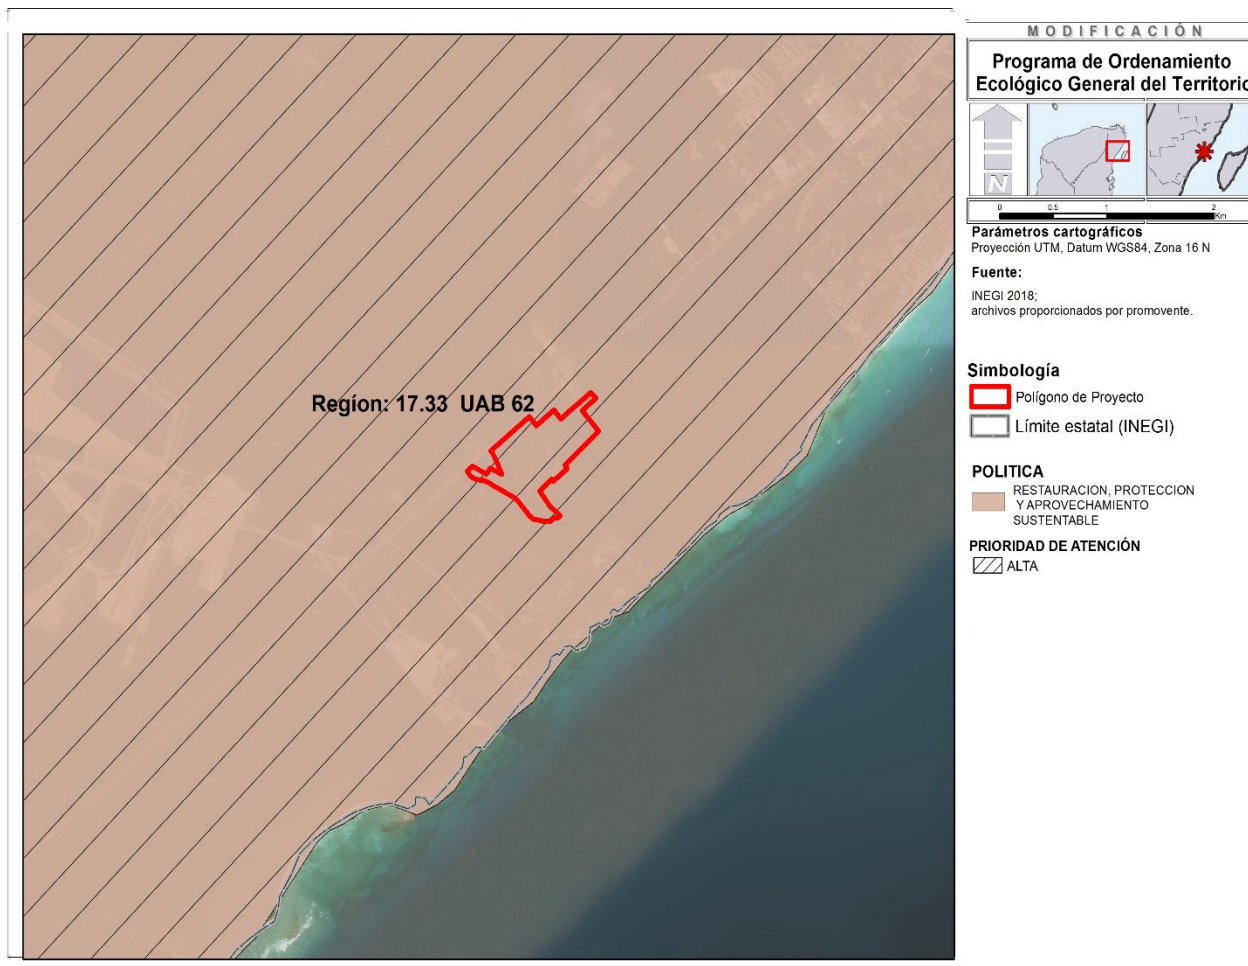 MODIFICACIÓN
Programa de Ordenamiento
Ecológico General del Territorio
N
0 0.5 1 2
Km
Parámetros cartográficos
Proyección UTM, Datum WGS84, Zona 16 N
Fuente:
INEGI 2018;
archivos proporcionados por promovente.
Simbología
Polígono de Proyecto
Límite estatal (INEGI)
POLITICA
RESTAURACION, PROTECCION
Y APROVECHAMIENTO
SUSTENTABLE
PRIORIDAD DE ATENCIÓN
ALTA
Regíon: 17.33 UAB 62